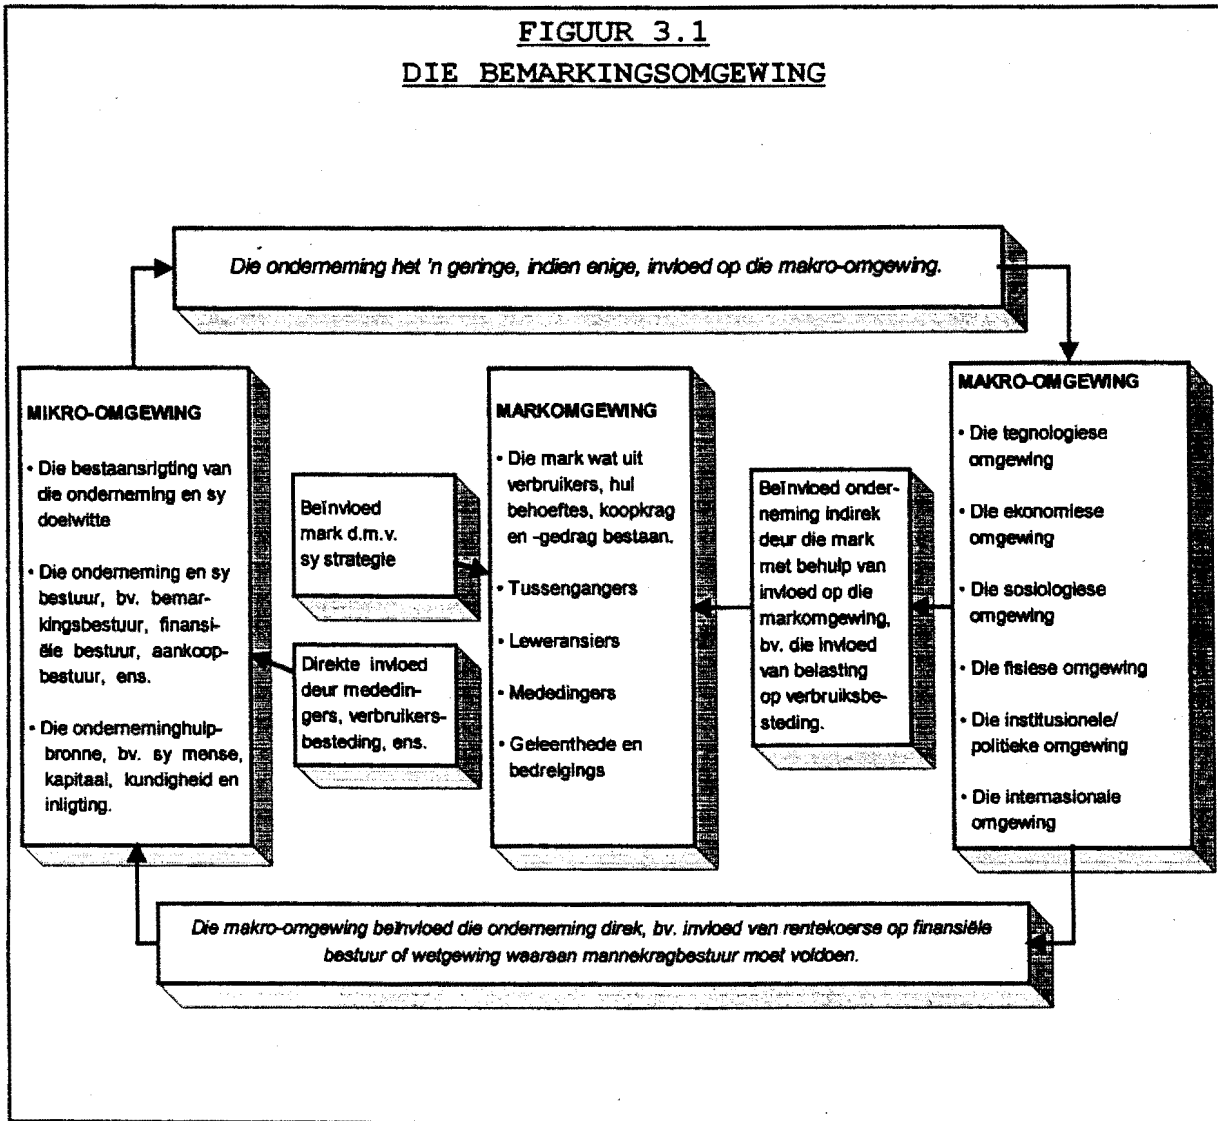 FIGUUR 3.1
DIE BEMARKINGSOMGEWING
Die onderneming het 'n geringe, indien enige, invloed op die makro-omgewing.
MIKRO-OMGEWING
• Die bestaansrigting van
die onderneming en sy
doelwitte
• Die onderneming en sy
bestuur, bv. bemar-
kingsbestuur, finansi-
ële bestuur, aankoop-
bestuur, ens.
• Die onderneminghulp-
bronne, bv. sy mense,
kapitaal, kundigheid en
inligting.
Beïnvloed
mark d.m.v.
sy strategie
Direkte invloed
deur mededin-
gers, verbruikers-
besteding, ens.
MARKOMGEWING
• Die mark wat uit
verbruikers, hul
behoeftes, koopkrag
en -gedrag bestaan.
• Tussengangers
• Leweransiers
• Mededingers
• Geleenthede en
bedreigings
Beïnvloed onder-
neming indirek
deur die mark
met behulp van
invloed op die
markomgewing,
bv. die invloed
van belasting
op verbruiksbe-
steding.
MAKRO-OMGEWING
• Die tegnologiese
omgewing
• Die ekonomiese
omgewing
• Die sosiologiese
omgewing
• Die fisiese omgewing
• Die institusionele/
politieke omgewing
• Die internasionale
omgewing
Die makro-omgewing beïnvloed die onderneming direk, bv. invloed van rentekoerse op finansiële
bestuur of wetgewing waaraan mannekragbestuur moet voldoen.